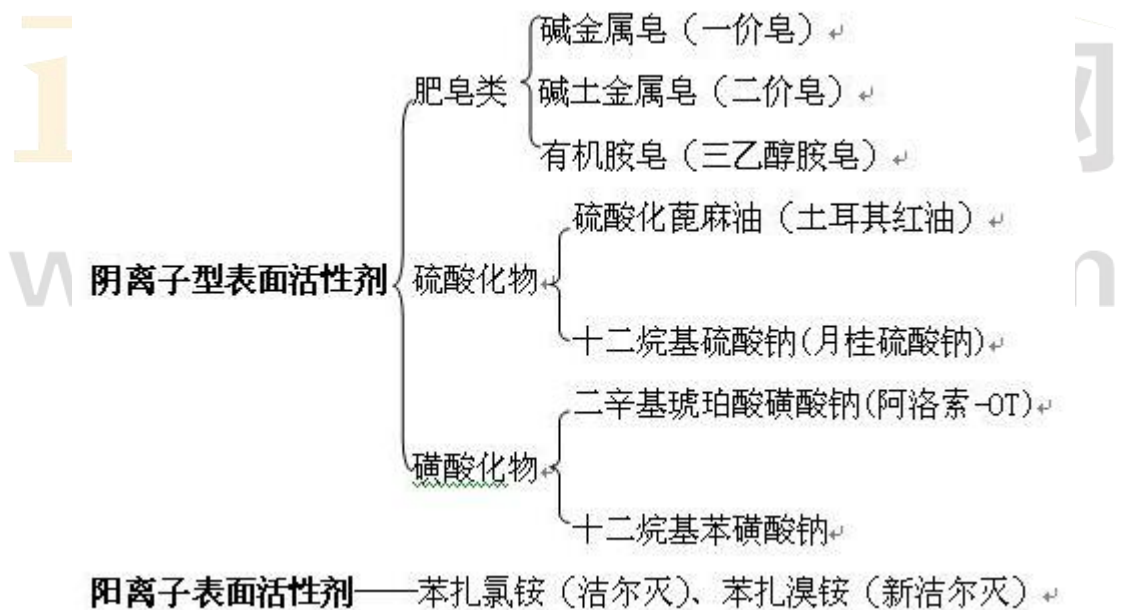 碱金属皂（一价皂）
肥皂类
碱土金属皂（二价皂）
有机胺皂（三乙醇胺皂）
硫酸化蓖麻油（土耳其红油）
阴离子型表面活性剂
硫酸化物
十二烷基硫酸钠(月桂硫酸钠)
二辛基琥珀酸磺酸钠(阿洛索-OT)
磺酸化物
十二烷基苯磺酸钠
阳离子表面活性剂——苯扎氯铵（洁尔灭）、苯扎溴铵（新洁尔灭）